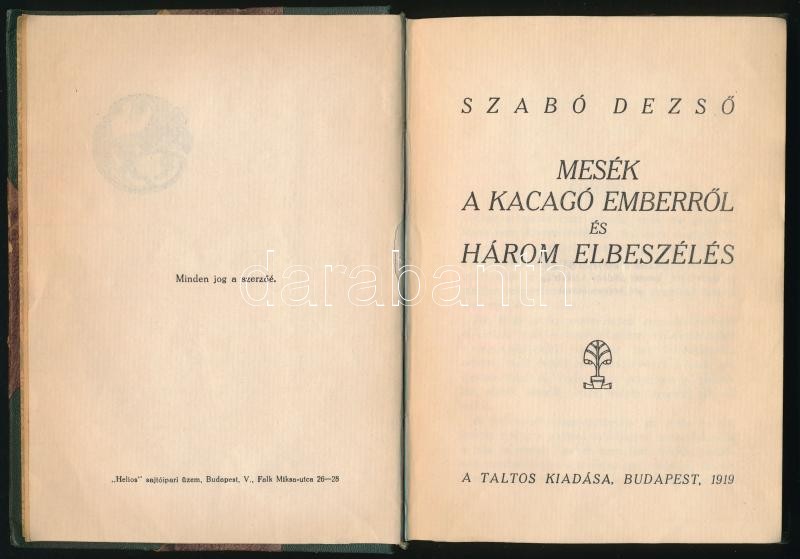 Minden jog a szerzőé.
„Helios" sajtóipari üzem, Budapest, V., Falk Miksa-utca 26—28
SZABÓ DEZSŐ
MESÉK
A KACAGÓ EMBERRŐL
ÉS
HÁROM ELBESZÉLÉS
A TALTOS KIADÁSA, BUDAPEST, 1919
darabanth